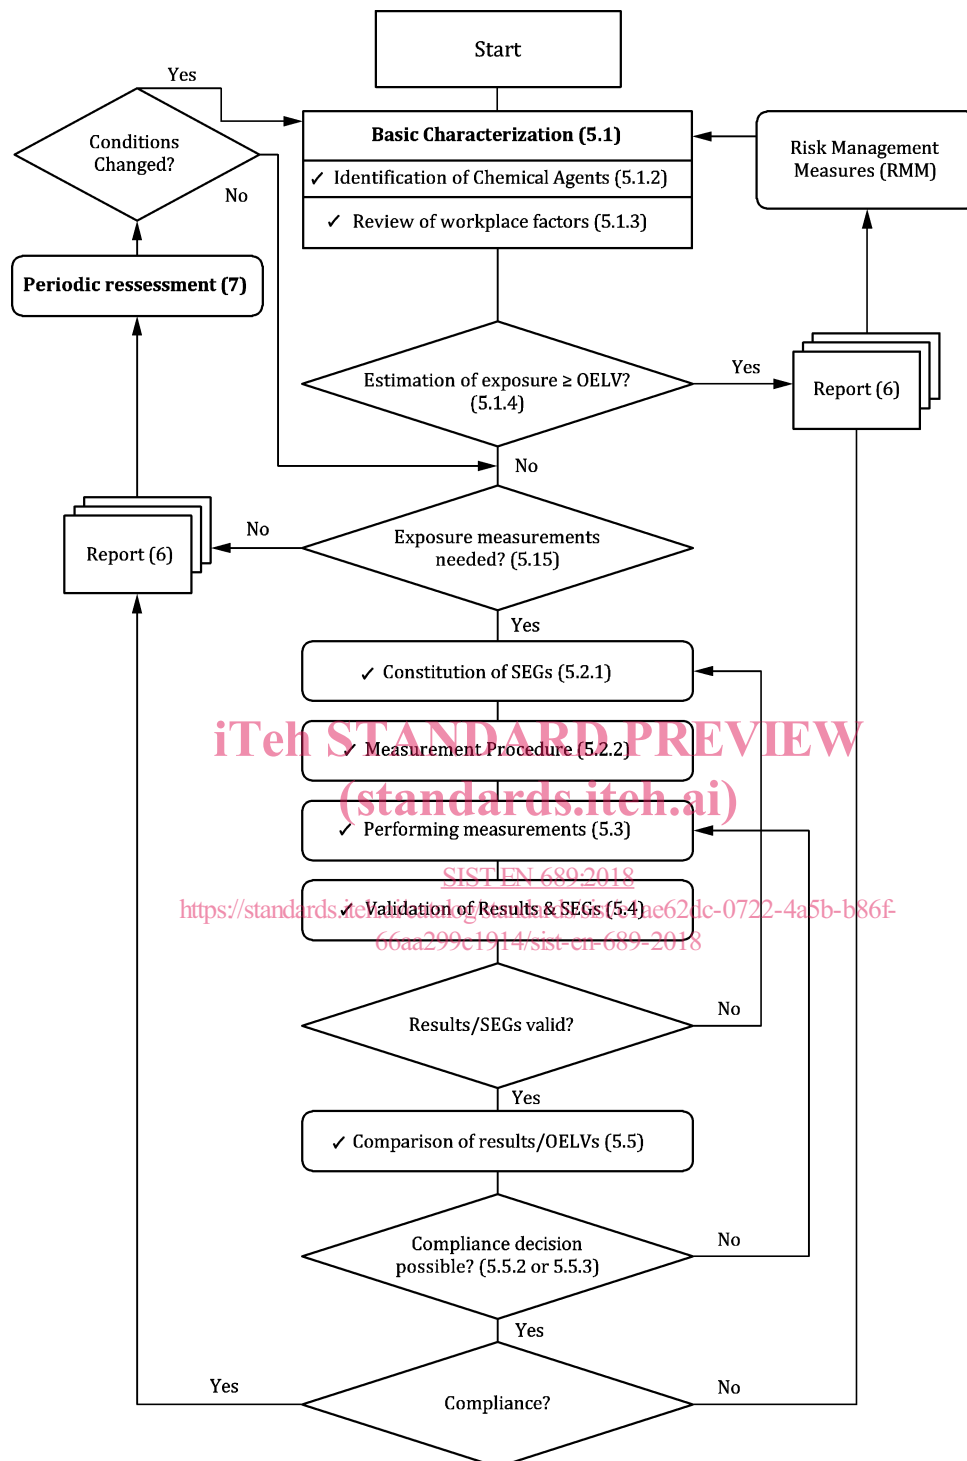 Start
Yes
Conditions
Changed?
No
Basic Characterization (5.1)
✓ Identification of Chemical Agents (5.1.2)
✓ Review of workplace factors (5.1.3)
Risk Management
Measures (RMM)
Periodic ressessment (7)
Estimation of exposure ≥ OELV?
(5.1.4)
Yes
Report (6)
No
Exposure measurements
needed? (5.15)
No
Report (6)
Yes
✓ Constitution of SEGs (5.2.1)
iTeh STANDARD PREVIEW
✓ Measurement Procedure (5.2.2)
(standards.iteh.ai)
✓ Performing measurements (5.3)
SIST EN 689:2018
✓ Validation of Results & SEGs (5.4)
66aa299c1914/sist-en-689-2018
Results/SEGs valid?
No
Yes
✓ Comparison of results/OELVs (5.5)
Compliance decision
possible? (5.5.2 or 5.5.3)
No
Yes
Yes
Compliance?
No